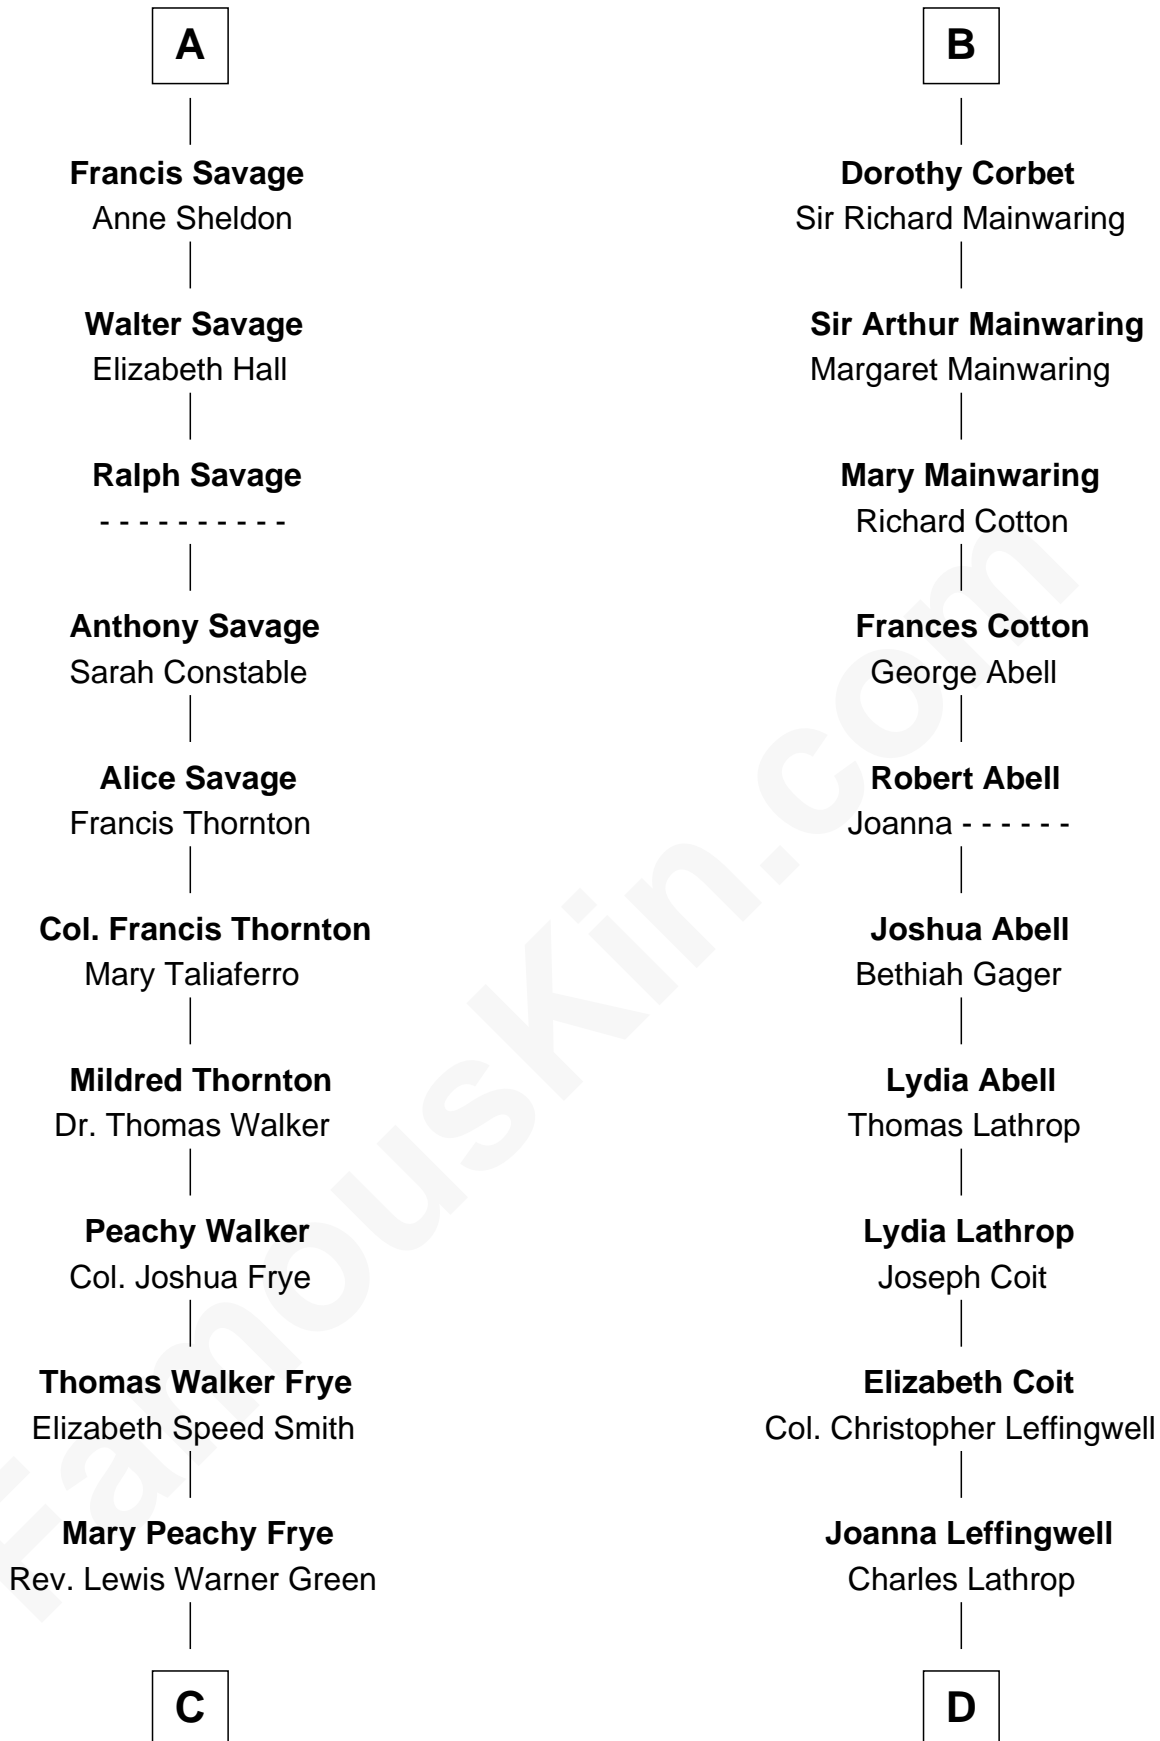 A
Francis Savage
Anne Sheldon
Walter Savage
Elizabeth Hall
Ralph Savage
- - - - - - - - - -
Anthony Savage
Sarah Constable
Alice Savage
Francis Thornton
Col. Francis Thornton
Mary Taliaferro
Mildred Thornton
Dr. Thomas Walker
Peachy Walker
Col. Joshua Frye
Thomas Walker Frye
Elizabeth Speed Smith
Mary Peachy Frye
Rev. Lewis Warner Green
C
B
Dorothy Corbet
Sir Richard Mainwaring
Sir Arthur Mainwaring
Margaret Mainwaring
Mary Mainwaring
Richard Cotton
Frances Cotton
George Abell
Robert Abell
Joanna - - - - - -
Joshua Abell
Bethiah Gager
Lydia Abell
Thomas Lathrop
Lydia Lathrop
Joseph Coit
Elizabeth Coit
Col. Christopher Leffingwell
Joanna Leffingwell
Charles Lathrop
D
FamousKin.com